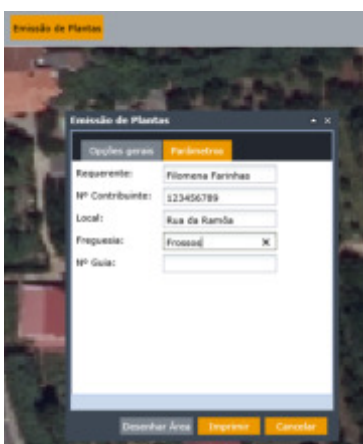 Emissão de Plantas
Emissão de Plantas
Opções gerais Parâmetros
Requerente: Filomena Farinhas
Nº Contribuinte: 123456789
Local: Rua da Ramôa
Freguesia: Frossos
Nº Guia:
Desenhar Área Imprimir Cancelar